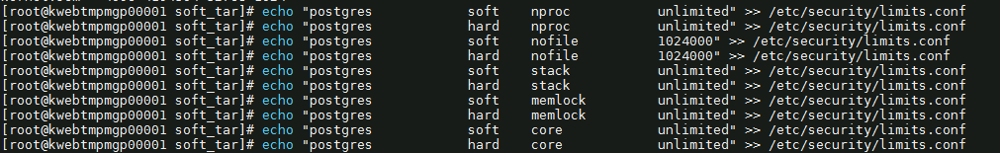 [root@kwebtmpmgp00001 soft_tar]# echo "postgres soft nproc unlimited" >> /etc/security/limits.conf
[root@kwebtmpmgp00001 soft_tar]# echo "postgres hard nproc unlimited" >> /etc/security/limits.conf
[root@kwebtmpmgp00001 soft_tar]# echo "postgres soft nofile 1024000" >> /etc/security/limits.conf
[root@kwebtmpmgp00001 soft_tar]# echo "postgres hard nofile 1024000" >> /etc/security/limits.conf
[root@kwebtmpmgp00001 soft_tar]# echo "postgres soft stack unlimited" >> /etc/security/limits.conf
[root@kwebtmpmgp00001 soft_tar]# echo "postgres hard stack unlimited" >> /etc/security/limits.conf
[root@kwebtmpmgp00001 soft_tar]# echo "postgres soft memlock unlimited" >> /etc/security/limits.conf
[root@kwebtmpmgp00001 soft_tar]# echo "postgres hard memlock unlimited" >> /etc/security/limits.conf
[root@kwebtmpmgp00001 soft_tar]# echo "postgres soft core unlimited" >> /etc/security/limits.conf
[root@kwebtmpmgp00001 soft_tar]# echo "postgres hard core unlimited" >> /etc/security/limits.conf